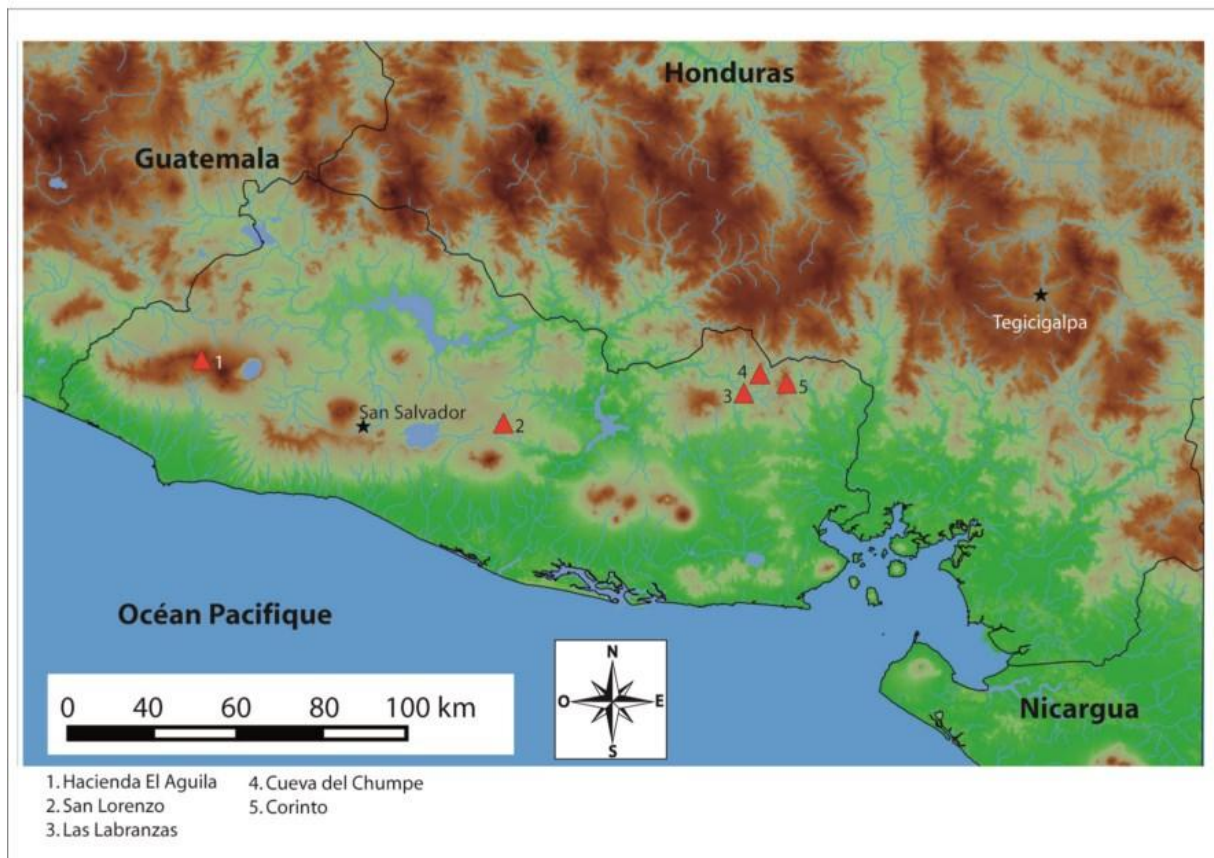 Honduras
Guatemala
Tegicigalpa
1
4
5
3
San Salvador
2
Océan Pacifique
N
O E
S
Nicargua
0 40 60 80 100 km
1. Hacienda El Aguila 4. Cueva del Chumpe
2. San Lorenzo 5. Corinto
3. Las Labranzas